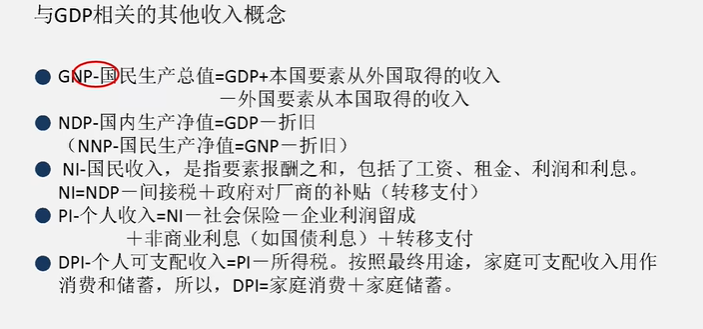 与GDP相关的其他收入概念
● GNP-国民生产总值=GDP+本国要素从外国取得的收入
－外国要素从本国取得的收入
● NDP-国内生产净值=GDP－折旧
（NNP-国民生产净值=GNP－折旧）
● NI-国民收入，是指要素报酬之和，包括了工资、租金、利润和利息。
NI=NDP－间接税＋政府对厂商的补贴（转移支付）
● PI-个人收入=NI－社会保险－企业利润留成
＋非商业利息（如国债利息）＋转移支付
● DPI-个人可支配收入=PI－所得税。按照最终用途，家庭可支配收入用作
消费和储蓄，所以，DPI=家庭消费＋家庭储蓄。